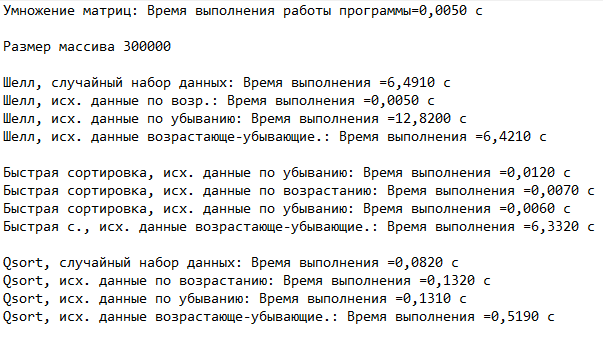 Умножение матриц: Время выполнения работы программы=0,0050 с
Размер массива 300000
Шелл, случайный набор данных: Время выполнения =6,4910 с
Шелл, исх. данные по возр.: Время выполнения =0,0050 с
Шелл, исх. данные по убыванию: Время выполнения =12,8200 с
Шелл, исх. данные возрастающе-убывающие.: Время выполнения =6,4210 с
Быстрая сортировка, исх. данные по убыванию: Время выполнения =0,0120 с
Быстрая сортировка, исх. данные по возрастанию: Время выполнения =0,0070 с
Быстрая сортировка, исх. данные по убыванию: Время выполнения =0,0060 с
Быстрая с., исх. данные возрастающе-убывающие.: Время выполнения =6,3320 с
Qsort, случайный набор данных: Время выполнения =0,0820 с
Qsort, исх. данные по возрастанию: Время выполнения =0,1320 с
Qsort, исх. данные по убыванию: Время выполнения =0,1310 с
Qsort, исх. данные возрастающе-убывающие.: Время выполнения =0,5190 с